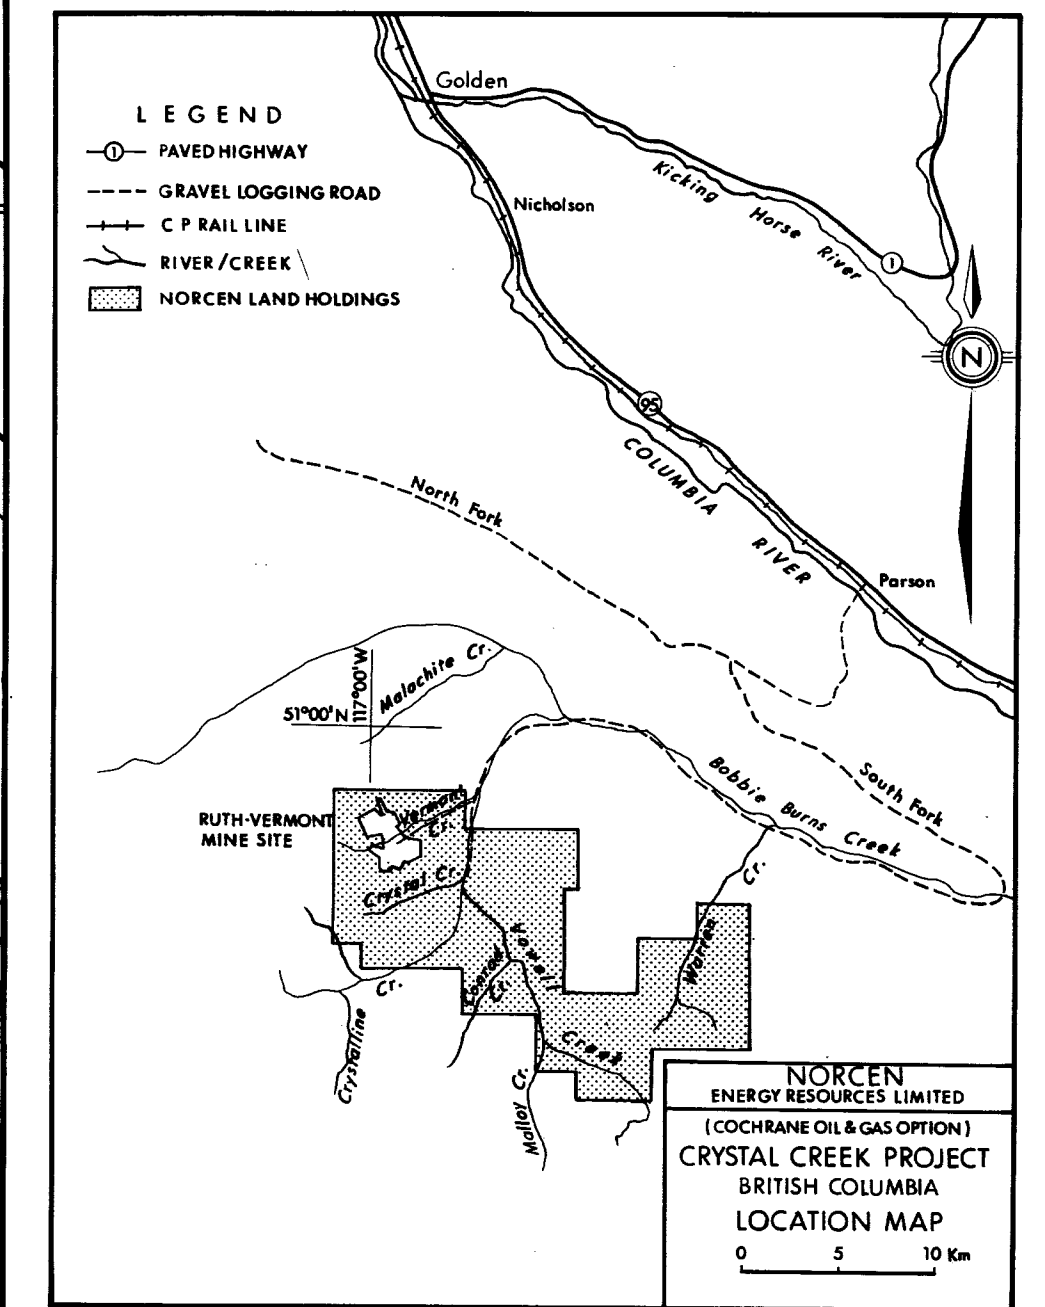 Golden
LEGEND
1 PAVED HIGHWAY
GRAVEL LOGGING ROAD
C P RAIL LINE
RIVER/CREEK
NORCEN LAND HOLDINGS
Nicholson
Kicking Horse River
1
N
95
COLUMBIA RIVER
North Fork
Parson
Malachite Cr.
117°00'W
51°00'N
South Fork
Bobbie Burns Creek
RUTH-VERMONT
MINE SITE
Vermont
Cr.
Crystal Cr.
Cr.
Warren
Conrad
Cr.
Creek
Cr.
Crystalline
Malloy Cr.
NORCEN
ENERGY RESOURCES LIMITED
(COCHRANE OIL & GAS OPTION)
CRYSTAL CREEK PROJECT
BRITISH COLUMBIA
LOCATION MAP
0 5 10 Km